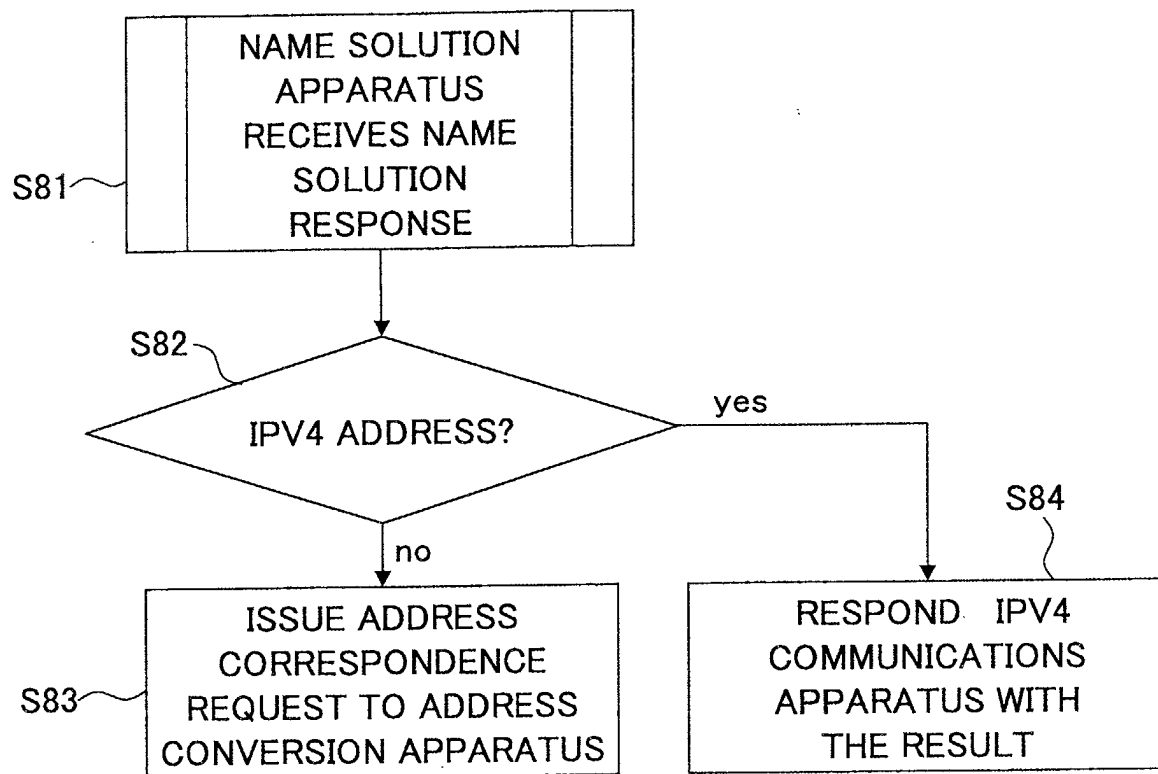 NAME SOLUTION
APPARATUS
RECEIVES NAME
SOLUTION
RESPONSE
S81
S82
IPV4 ADDRESS?
yes
no
S84
ISSUE ADDRESS
CORRESPONDENCE
REQUEST TO ADDRESS
CONVERSION APPARATUS
S83
RESPOND IPV4
COMMUNICATIONS
APPARATUS WITH
THE RESULT